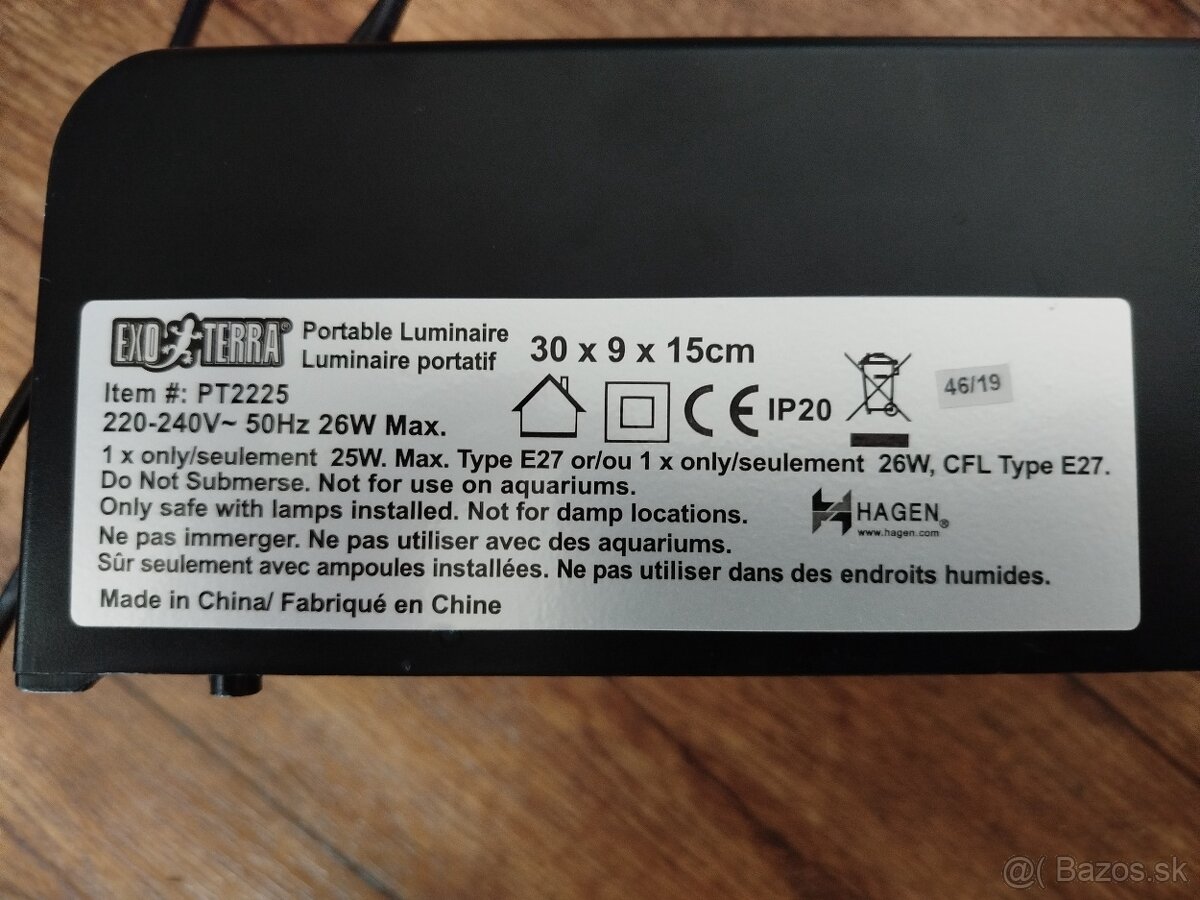 EXO TERRA® Portable Luminaire
Luminaire portatif
30 x 9 x 15cm
Item #: PT2225
220-240V~ 50Hz 26W Max.
CE IP20
46/19
1 x only/seulement 25W. Max. Type E27 or/ou 1 x only/seulement 26W, CFL Type E27.
Do Not Submerse. Not for use on aquariums.
Only safe with lamps installed. Not for damp locations.
HAGEN®
www.hagen.com
Ne pas immerger. Ne pas utiliser avec des aquariums.
Sûr seulement avec ampoules installées. Ne pas utiliser dans des endroits humides.
Made in China/ Fabriqué en Chine
@( Bazos.sk